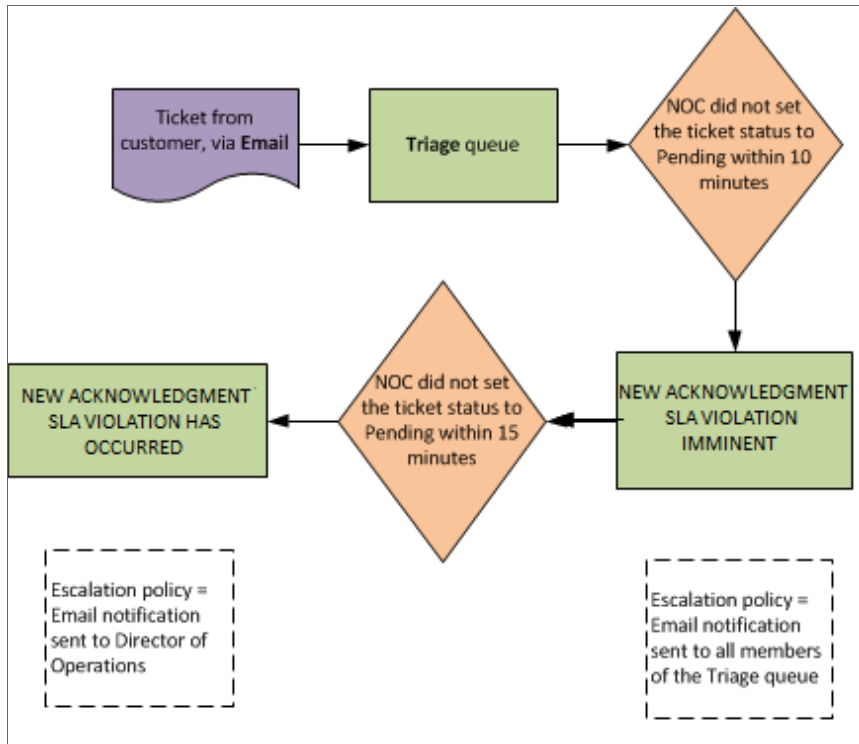 Ticket from
customer, via Email
Triage queue
NOC did not set
the ticket status to
Pending within 10
minutes
NEW ACKNOWLEDGMENT
SLA VIOLATION
IMMINENT
NOC did not set
the ticket status to
Pending within 15
minutes
NEW ACKNOWLEDGMENT
SLA VIOLATION HAS
OCCURRED
Escalation policy =
Email notification
sent to Director of
Operations
Escalation policy =
Email notification
sent to all members
of the Triage queue